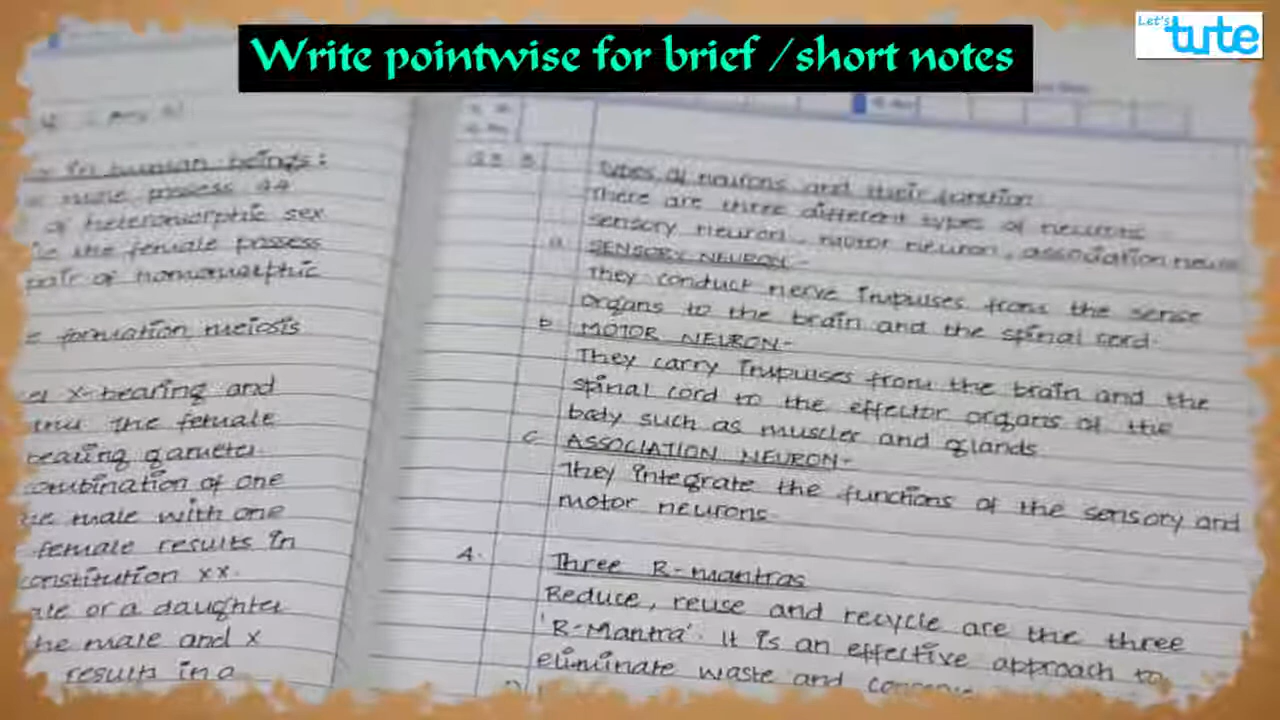 Write pointwise for brief /short notes
Let's
tute
in human beings:
male possess 44
of heteromorphic sex
the female possess
pair of homomorphic
formation, meiosis
X-bearing and
the female
bearing gametes
combination of one
male with one
female results in
constitution xx.
or a daughter
he male and x
results in a
Types of neurons and their function
There are three different types of neurons
sensory neuron, motor neuron, association
a SENSORY NEURON-
They conduct nerve impulses from the sense
organs to the brain and the spinal cord.
b MOTOR NEURON-
They carry impulses from the brain and the
spinal cord to the effector organs of the
body such as muscles and glands
c ASSOCIATION NEURON-
They integrate the functions of the sensory and
motor neurons
4. Three R-mantras
Reduce, reuse and recycle are the three
'R-Mantra'. It is an effective approach to
eliminate waste and